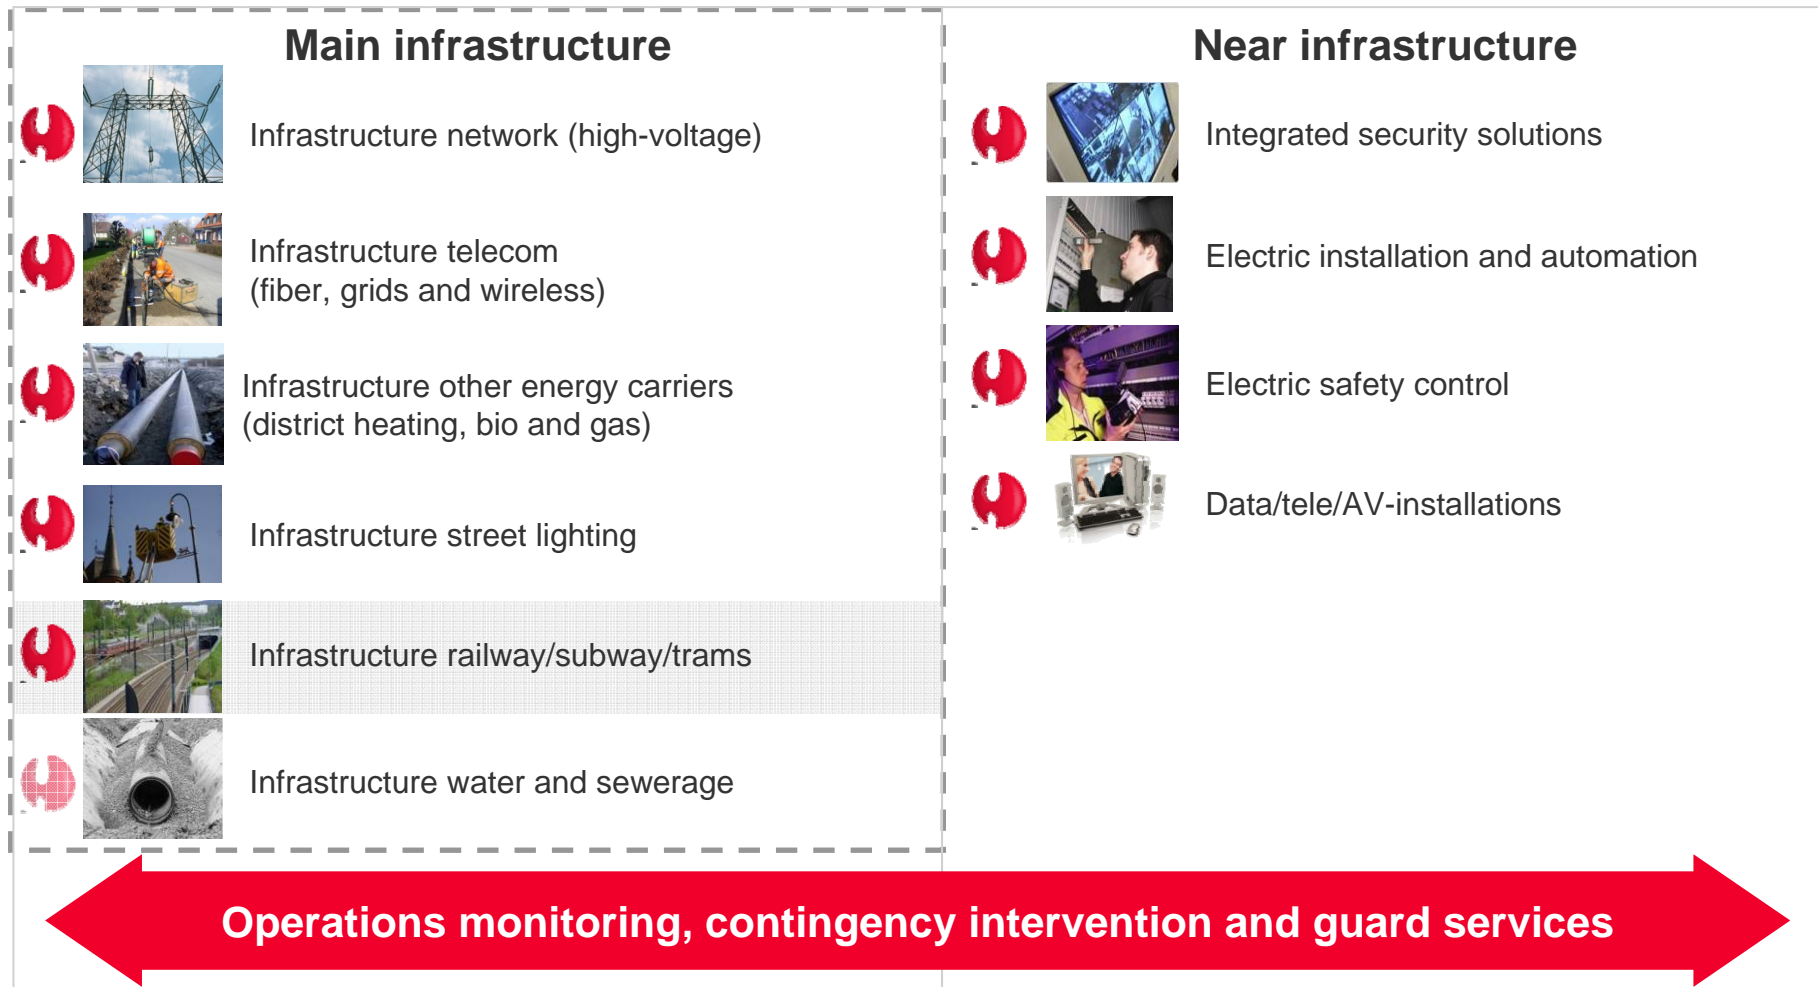 Main infrastructure
Infrastructure network (high-voltage)
Infrastructure telecom
(fiber, grids and wireless)
Infrastructure other energy carriers
(district heating, bio and gas)
Infrastructure street lighting
Infrastructure railway/subway/trams
Infrastructure water and sewerage
Near infrastructure
Integrated security solutions
Electric installation and automation
Electric safety control
Data/tele/AV-installations
Operations monitoring, contingency intervention and guard services